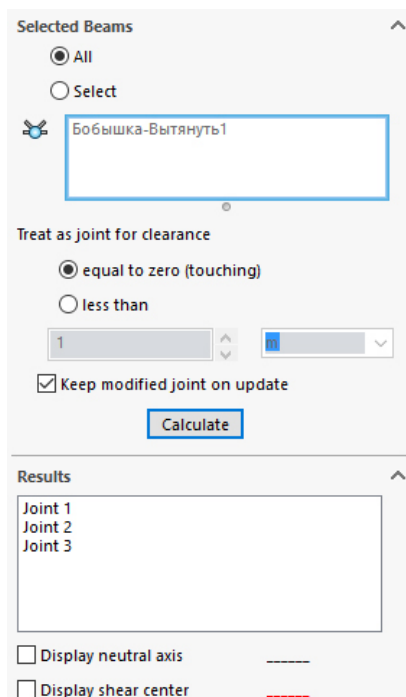 Selected Beams
All
Select
Бобышка-Вытянуть1
Treat as joint for clearance
equal to zero (touching)
less than
1 m
Keep modified joint on update
Calculate
Results
Joint 1
Joint 2
Joint 3
Display neutral axis
Display shear center